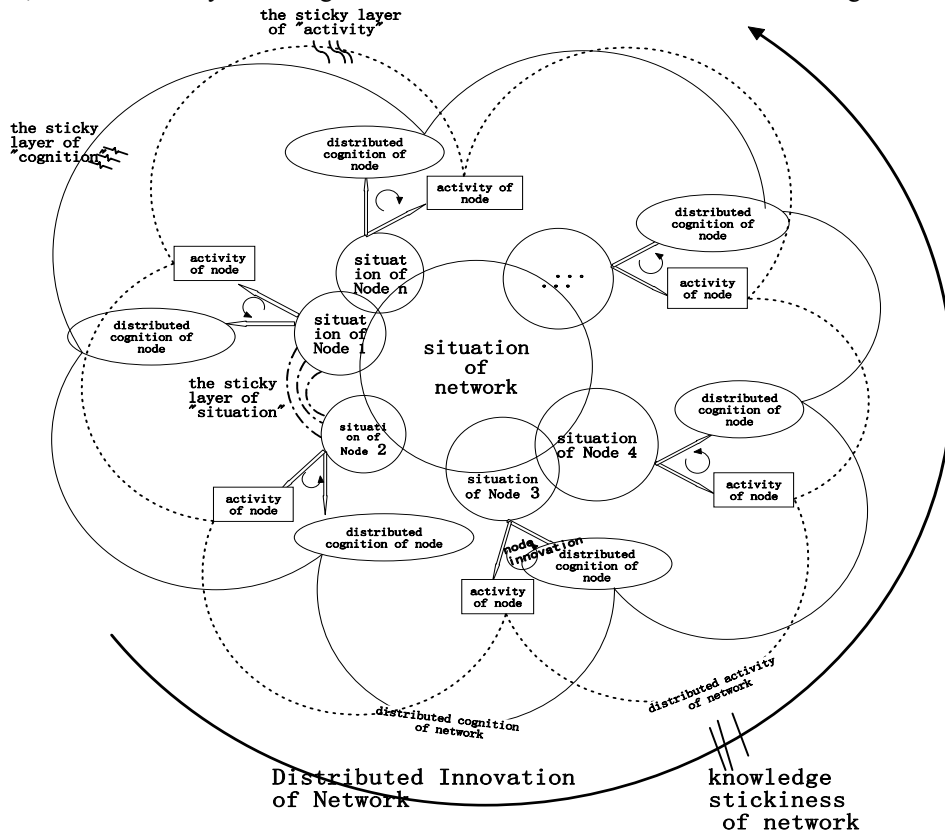 the sticky layer
of "activity"
the sticky
layer of
"cognition"
distributed
cognition of
node
activity of
node
distributed
cognition of
node
activity
of node
situat
ion of
Node n
activity
of node
distributed
cognition of
node
situat
ion of
Node 1
situation
of
network
the sticky
layer of
"situation"
distributed
cognition of
node
situati
on of
Node 2
situation
of Node 4
situation
of Node 3
activity
of node
activity
of node
distributed
cognition of node
node
innovation
distributed
cognition of
node
activity
of node
distributed activity
of network
distributed cognition
of network
Distributed Innovation
of Network
knowledge
stickiness
of network